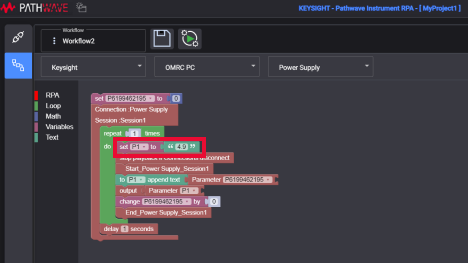 PATHWAVE
KEYSIGHT - Pathwave Instrument RPA - [ MyProject1 ]
Workflow
Workflow2
Keysight
OMRC PC
Power Supply
RPA
Loop
Math
Variables
Text
set P6199462195 to 0
Connection :Power Supply
Session :Session1
repeat 1 times
do set P1 to “ 4.9 ”
Stop playback if Connection disconnect
Start_Power Supply_Session1
to P1 append text Parameter P6199462195
output Parameter P1
change P6199462195 by 0
End_Power Supply_Session1
delay 1 seconds